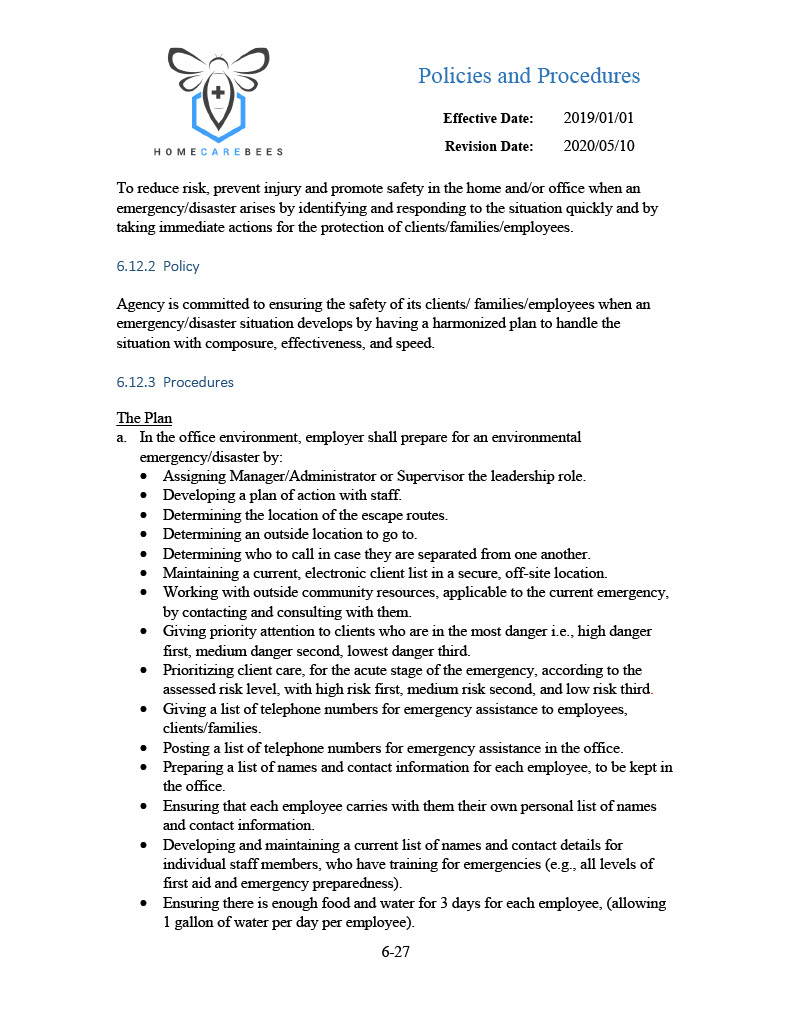 Policies and Procedures
Effective Date: 2019/01/01
Revision Date: 2020/05/10
HOMECAREBEES
To reduce risk, prevent injury and promote safety in the home and/or office when an
emergency/disaster arises by identifying and responding to the situation quickly and by
taking immediate actions for the protection of clients/families/employees.
6.12.2 Policy
Agency is committed to ensuring the safety of its clients/ families/employees when an
emergency/disaster situation develops by having a harmonized plan to handle the
situation with composure, effectiveness, and speed.
6.12.3 Procedures
The Plan
a. In the office environment, employer shall prepare for an environmental
emergency/disaster by:
• Assigning Manager/Administrator or Supervisor the leadership role.
• Developing a plan of action with staff.
• Determining the location of the escape routes.
• Determining an outside location to go to.
• Determining who to call in case they are separated from one another.
• Maintaining a current, electronic client list in a secure, off-site location.
• Working with outside community resources, applicable to the current emergency,
by contacting and consulting with them.
• Giving priority attention to clients who are in the most danger i.e., high danger
first, medium danger second, lowest danger third.
• Prioritizing client care, for the acute stage of the emergency, according to the
assessed risk level, with high risk first, medium risk second, and low risk third.
• Giving a list of telephone numbers for emergency assistance to employees,
clients/families.
• Posting a list of telephone numbers for emergency assistance in the office.
• Preparing a list of names and contact information for each employee, to be kept in
the office.
• Ensuring that each employee carries with them their own personal list of names
and contact information.
• Developing and maintaining a current list of names and contact details for
individual staff members, who have training for emergencies (e.g., all levels of
first aid and emergency preparedness).
• Ensuring there is enough food and water for 3 days for each employee, (allowing
1 gallon of water per day per employee).
6-27